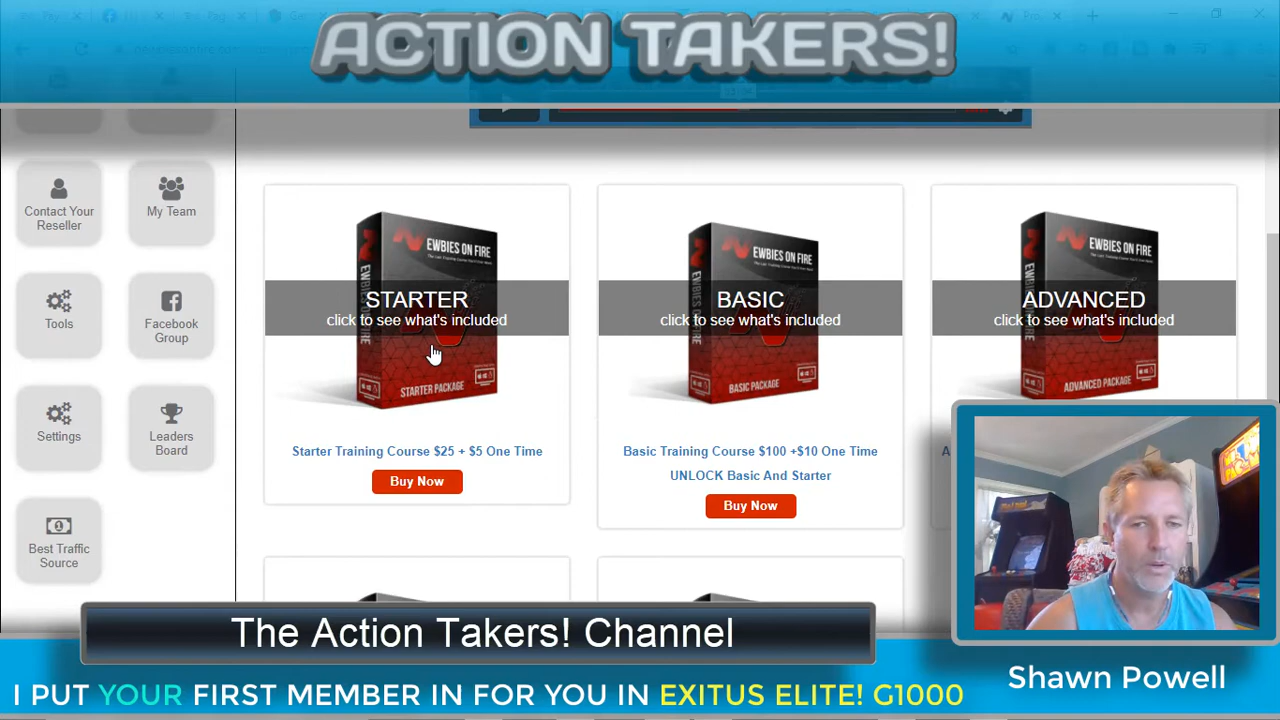 ACTION TAKERS!
Contact Your
Reseller
My Team
Tools
Facebook
Group
Settings
Leaders
Board
Best Traffic
Source
EWBIES ON FIRE
STARTER
click to see what's included
STARTER PACKAGE
Starter Training Course $25 + $5 One Time
Buy Now
EWBIES ON FIRE
BASIC
click to see what's included
BASIC PACKAGE
Basic Training Course $100 +$10 One Time
UNLOCK Basic And Starter
Buy Now
EWBIES ON FIRE
ADVANCED
click to see what's included
ADVANCED PACKAGE
The Action Takers! Channel
Shawn Powell
I PUT YOUR FIRST MEMBER IN FOR YOU IN EXITUS ELITE! G1000